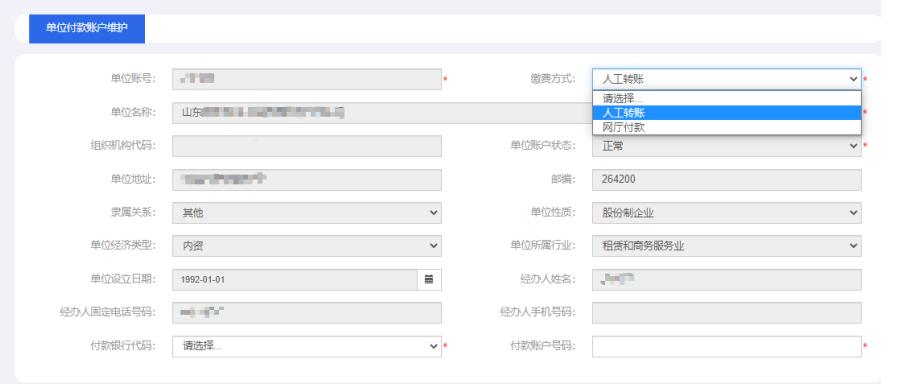 单位付款账户维护
单位账号: * 缴费方式: 人工转账 *
请选择...
单位名称: 山东 人工转账 *
网厅付款
组织机构代码: 单位账户状态: 正常 *
单位地址: 邮编: 264200
隶属关系: 其他 单位性质: 股份制企业
单位经济类型: 内资 单位所属行业: 租赁和商务服务业
单位设立日期: 1992-01-01 经办人姓名:
经办人固定电话号码: 经办人手机号码:
付款银行代码: 请选择... * 付款账户号码: *